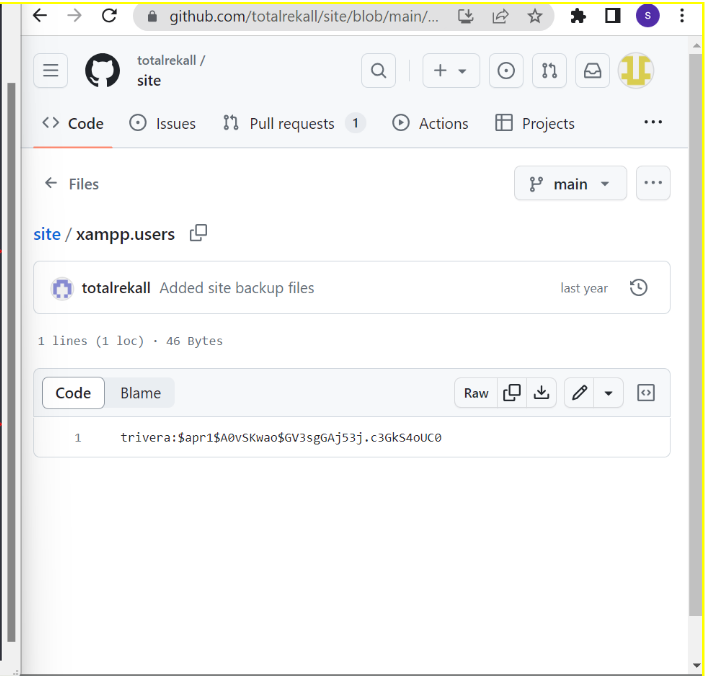 github.com/totalrekall/site/blob/main/...
S
totalrekall /
site
Code
Issues
Pull requests 1
Actions
Projects
Files
main
site / xampp.users
totalrekall Added site backup files
last year
1 lines (1 loc) · 46 Bytes
Code
Blame
Raw
1 trivera:$apr1$A0vSKwao$GV3sgGAj53j.c3GkS4oUC0